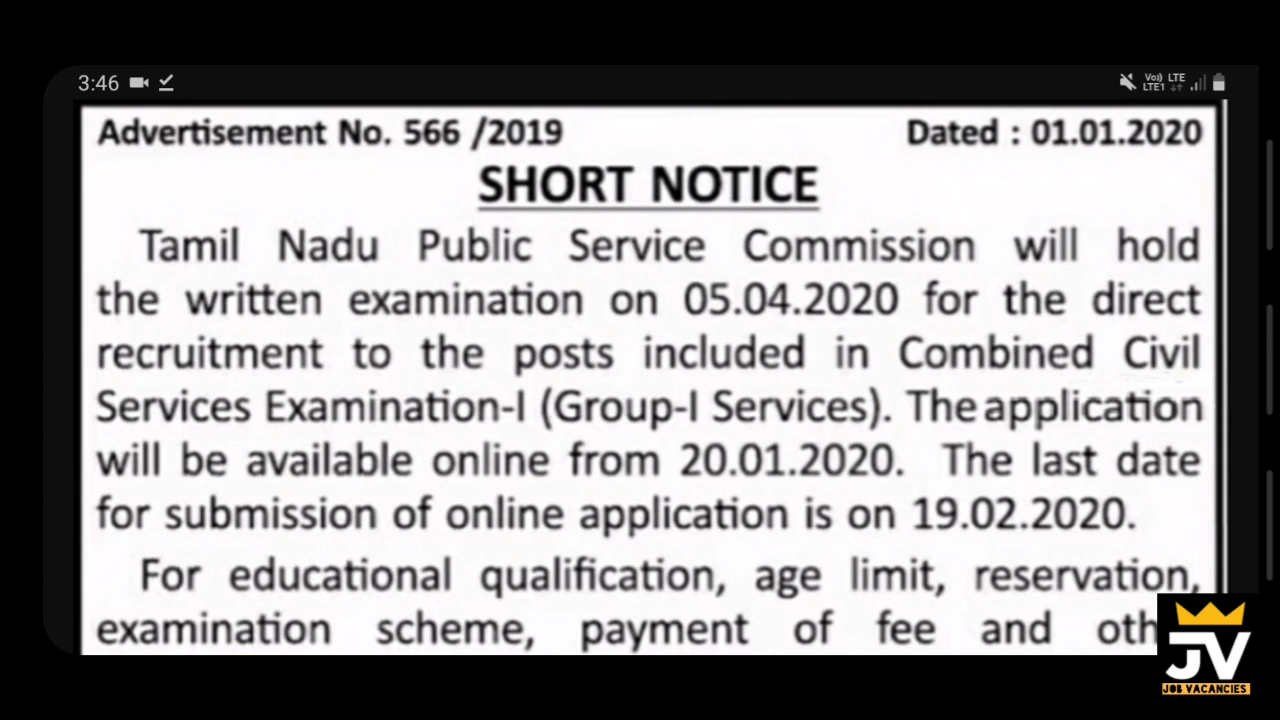 3:46
Vo)) LTE
LTE1
Advertisement No. 566 /2019 Dated : 01.01.2020
SHORT NOTICE
Tamil Nadu Public Service Commission will hold
the written examination on 05.04.2020 for the direct
recruitment to the posts included in Combined Civil
Services Examination-I (Group-I Services). The application
will be available online from 20.01.2020. The last date
for submission of online application is on 19.02.2020.
For educational qualification, age limit, reservation,
examination scheme, payment of fee and oth
JV
JOB VACANCIES